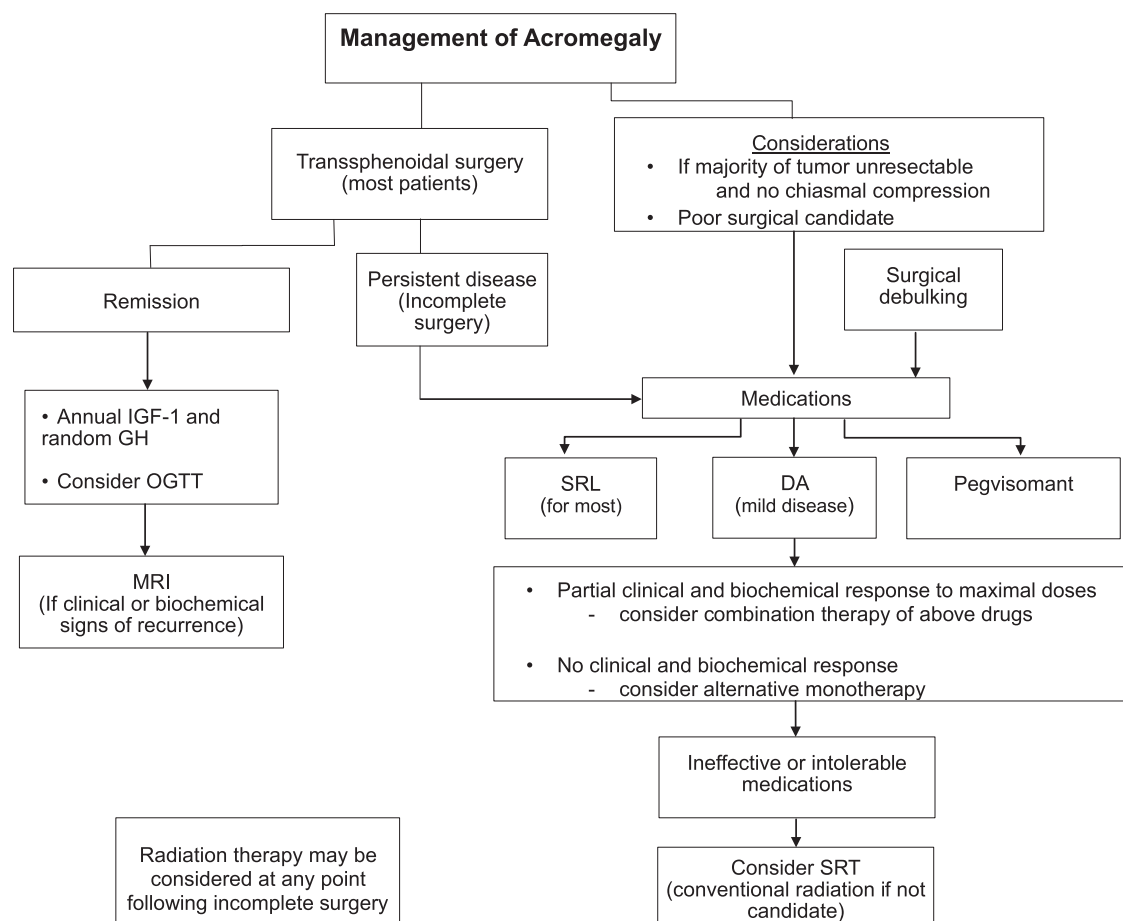 Management of Acromegaly
Transsphenoidal surgery
(most patients)
Considerations
• If majority of tumor unresectable
and no chiasmal compression
• Poor surgical candidate
Remission
Persistent disease
(Incomplete
surgery)
Surgical
debulking
• Annual IGF-1 and
random GH
• Consider OGTT
Medications
SRL
(for most)
DA
(mild disease)
Pegvisomant
MRI
(If clinical or biochemical
signs of recurrence)
• Partial clinical and biochemical response to maximal doses
- consider combination therapy of above drugs
• No clinical and biochemical response
- consider alternative monotherapy
Ineffective or intolerable
medications
Radiation therapy may be
considered at any point
following incomplete surgery
Consider SRT
(conventional radiation if not
candidate)